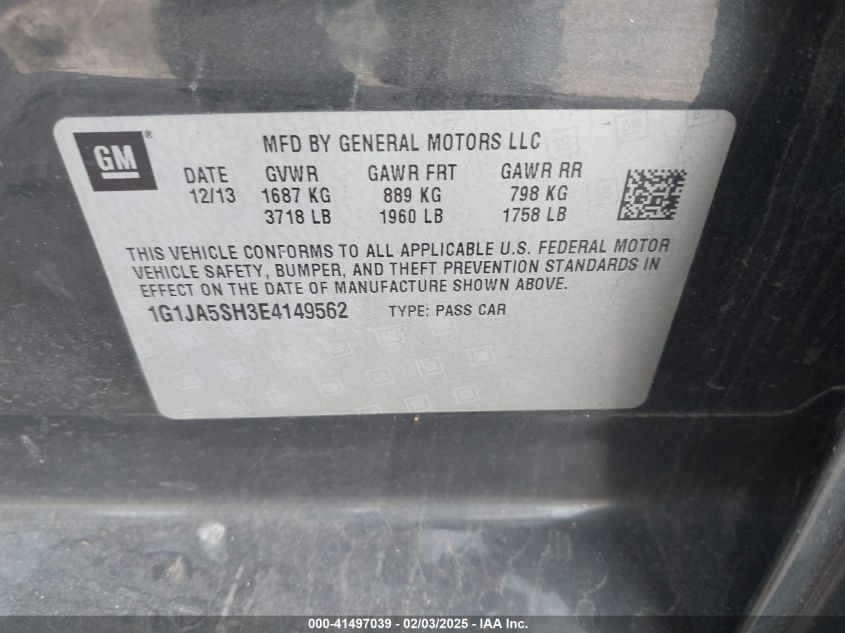 GM®
MFD BY GENERAL MOTORS LLC
DATE GVWR GAWR FRT GAWR RR
12/13 1687 KG 889 KG 798 KG
3718 LB 1960 LB 1758 LB
THIS VEHICLE CONFORMS TO ALL APPLICABLE U.S. FEDERAL MOTOR
VEHICLE SAFETY, BUMPER, AND THEFT PREVENTION STANDARDS IN
EFFECT ON THE DATE OF MANUFACTURE SHOWN ABOVE.
1G1JA5SH3E4149562 TYPE: PASS CAR
000-41497039 - 02/03/2025 - IAA Inc.